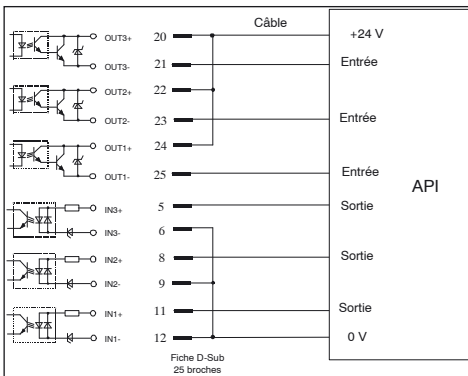 Câble
OUT3+ 20 +24 V
OUT3- 21 Entrée
OUT2+ 22
OUT2- 23 Entrée
OUT1+ 24
OUT1- 25 Entrée
API
IN3+ 5 Sortie
IN3- 6
IN2+ 8 Sortie
IN2- 9
IN1+ 11 Sortie
IN1- 12 0 V
Fiche D-Sub
25 broches